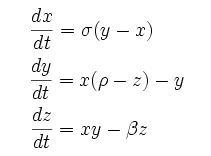 dx/dt = σ(y − x)
dy/dt = x(ρ − z) − y
dz/dt = xy − βz